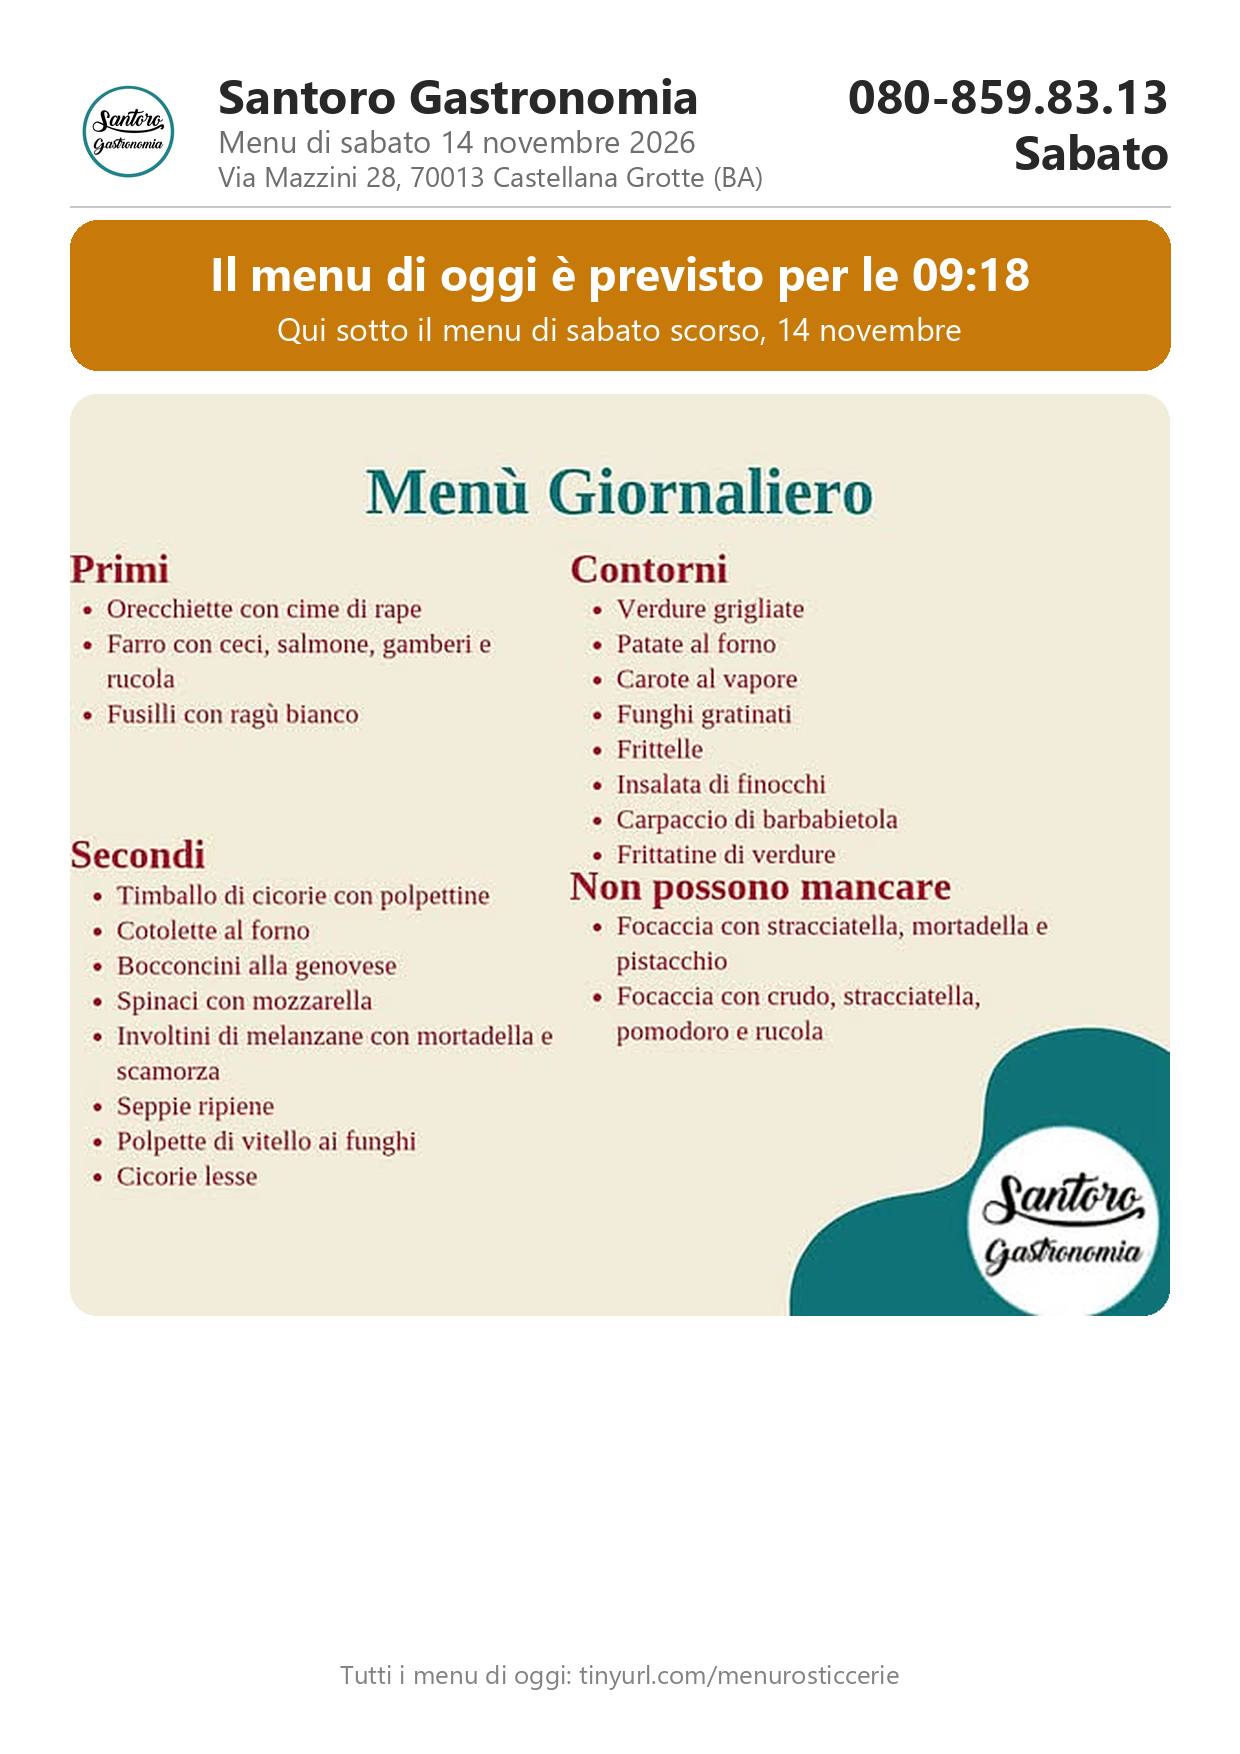 Santoro
Gastronomia
Santoro Gastronomia
Menu di sabato 14 novembre 2026
Via Mazzini 28, 70013 Castellana Grotte (BA)
080-859.83.13
Sabato
Il menu di oggi è previsto per le 09:18
Qui sotto il menu di sabato scorso, 14 novembre
Menù Giornaliero
Primi
• Orecchiette con cime di rape
• Farro con ceci, salmone, gamberi e
rucola
• Fusilli con ragù bianco
Secondi
• Timballo di cicorie con polpettine
• Cotolette al forno
• Bocconcini alla genovese
• Spinaci con mozzarella
• Involtini di melanzane con mortadella e
scamorza
• Seppie ripiene
• Polpette di vitello ai funghi
• Cicorie lesse
Contorni
• Verdure grigliate
• Patate al forno
• Carote al vapore
• Funghi gratinati
• Frittelle
• Insalata di finocchi
• Carpaccio di barbabietola
• Frittatine di verdure
Non possono mancare
• Focaccia con stracciatella, mortadella e
pistacchio
• Focaccia con crudo, stracciatella,
pomodoro e rucola
Santoro
Gastronomia
Tutti i menu di oggi: tinyurl.com/menurosticcerie